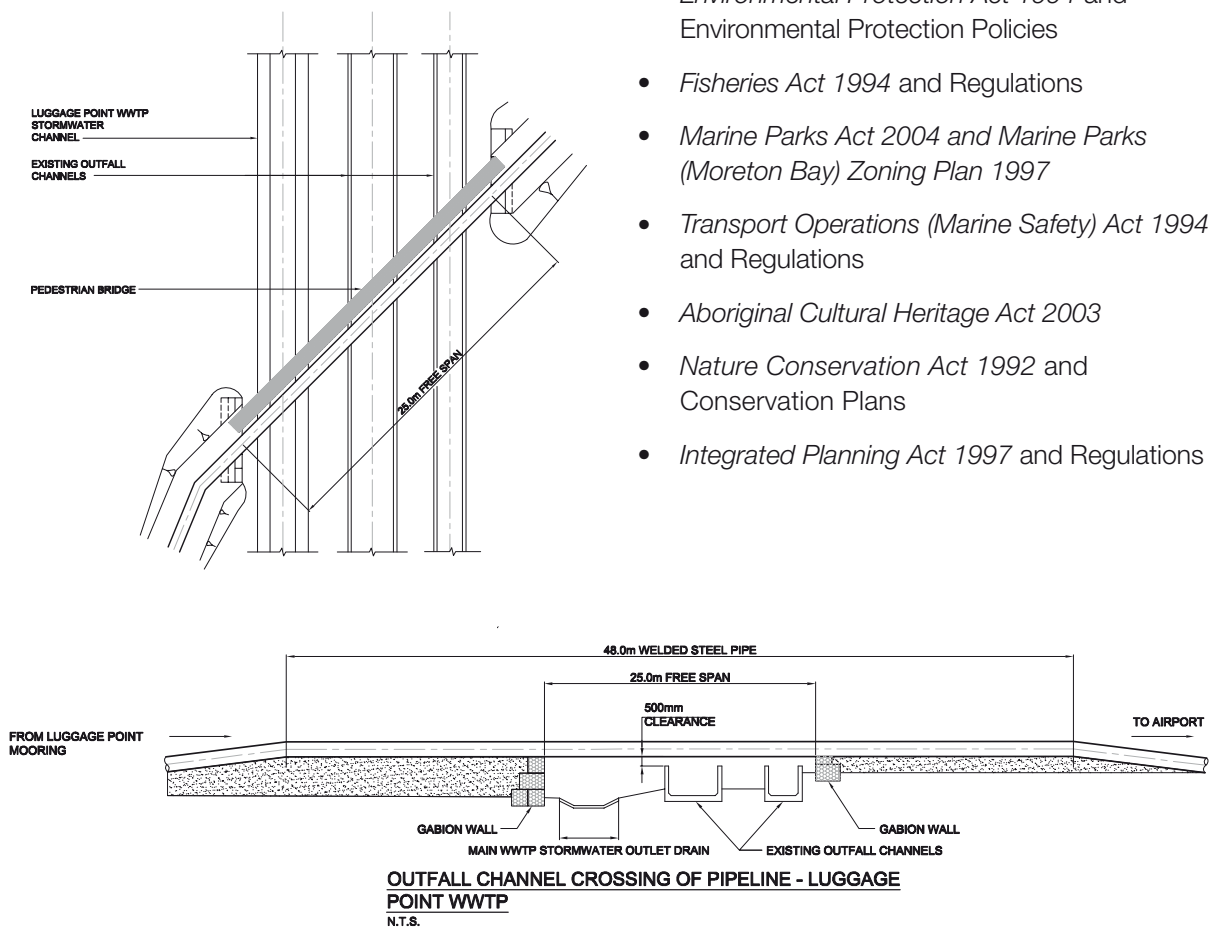 Environmental Protection Policies
• Fisheries Act 1994 and Regulations
• Marine Parks Act 2004 and Marine Parks
(Moreton Bay) Zoning Plan 1997
• Transport Operations (Marine Safety) Act 1994
and Regulations
• Aboriginal Cultural Heritage Act 2003
• Nature Conservation Act 1992 and
Conservation Plans
• Integrated Planning Act 1997 and Regulations
LUGGAGE POINT WWTP
STORMWATER
CHANNEL
EXISTING OUTFALL
CHANNELS
PEDESTRIAN BRIDGE
25.0m FREE SPAN
48.0m WELDED STEEL PIPE
25.0m FREE SPAN
500mm
CLEARANCE
FROM LUGGAGE POINT
MOORING
TO AIRPORT
GABION WALL
GABION WALL
MAIN WWTP STORMWATER OUTLET DRAIN
EXISTING OUTFALL CHANNELS
OUTFALL CHANNEL CROSSING OF PIPELINE - LUGGAGE
POINT WWTP
N.T.S.